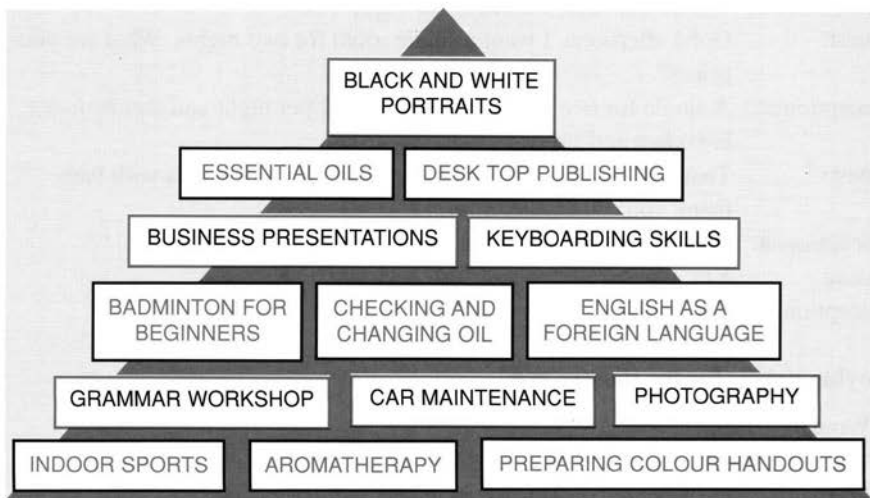 BLACK AND WHITE
PORTRAITS
ESSENTIAL OILS
DESK TOP PUBLISHING
BUSINESS PRESENTATIONS
KEYBOARDING SKILLS
BADMINTON FOR
BEGINNERS
CHECKING AND
CHANGING OIL
ENGLISH AS A
FOREIGN LANGUAGE
GRAMMAR WORKSHOP
CAR MAINTENANCE
PHOTOGRAPHY
INDOOR SPORTS
AROMATHERAPY
PREPARING COLOUR HANDOUTS